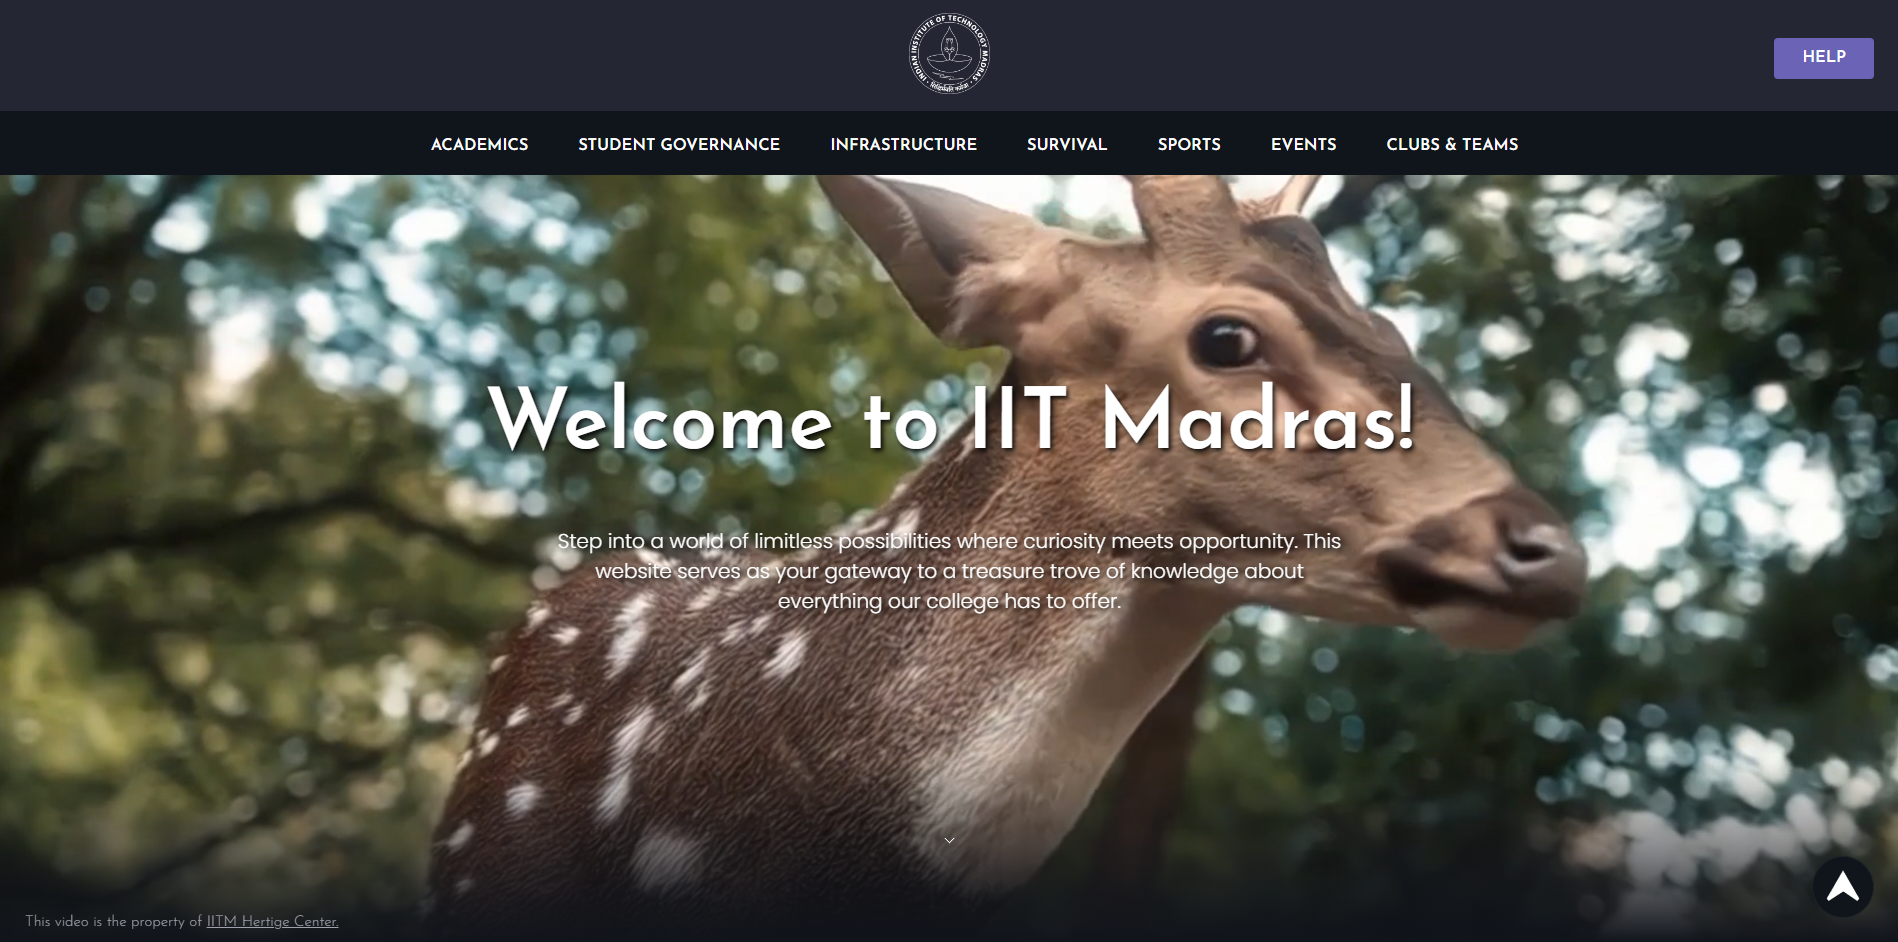 INDIAN INSTITUTE OF TECHNOLOGY MADRAS
HELP
ACADEMICS STUDENT GOVERNANCE INFRASTRUCTURE SURVIVAL SPORTS EVENTS CLUBS & TEAMS
Welcome to IIT Madras!
Step into a world of limitless possibilities where curiosity meets opportunity. This
website serves as your gateway to a treasure trove of knowledge about
everything our college has to offer.
This video is the property of IITM Hertige Center.